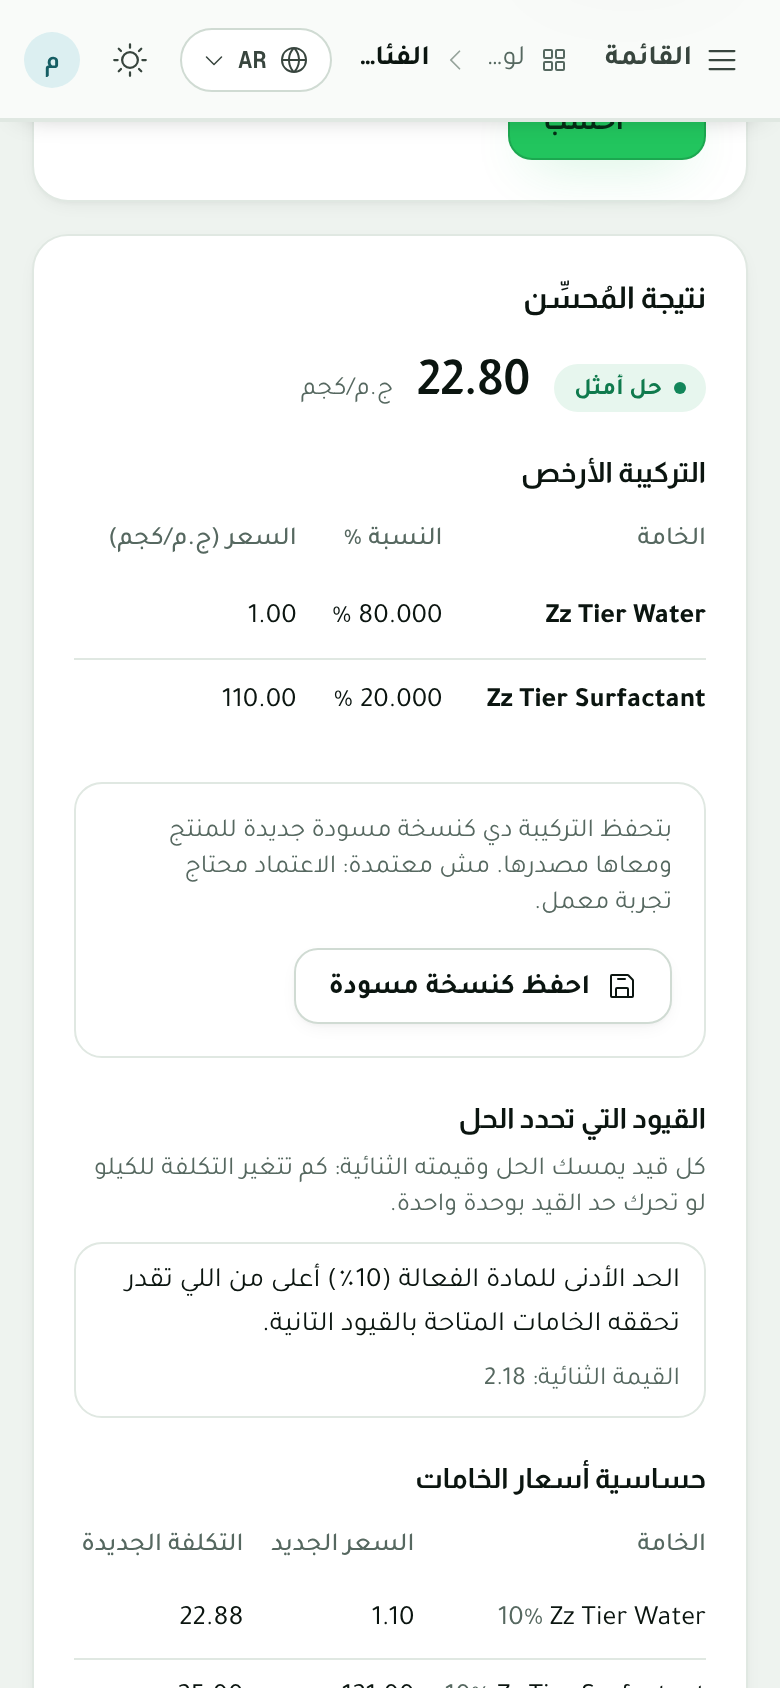 القائمة
لو...
الفئا...
AR
م
احسب
نتيجة المُحسِّن
حل أمثل 22.80 ج.م/كجم
التركيبة الأرخص
الخامة النسبة % السعر (ج.م/كجم)
Zz Tier Water 80.000 % 1.00
Zz Tier Surfactant 20.000 % 110.00
بتحفظ التركيبة دي كنسخة مسودة جديدة للمنتج
ومعاها مصدرها. مش معتمدة: الاعتماد محتاج
تجربة معمل.
احفظ كنسخة مسودة
القيود التي تحدد الحل
كل قيد يمسك الحل وقيمته الثنائية: كم تتغير التكلفة للكيلو
لو تحرك حد القيد بوحدة واحدة.
الحد الأدنى للمادة الفعالة (10٪) أعلى من اللي تقدر
تحققه الخامات المتاحة بالقيود التانية.
القيمة الثنائية: 2.18
حساسية أسعار الخامات
الخامة السعر الجديد التكلفة الجديدة
Zz Tier Water 10% 1.10 22.88